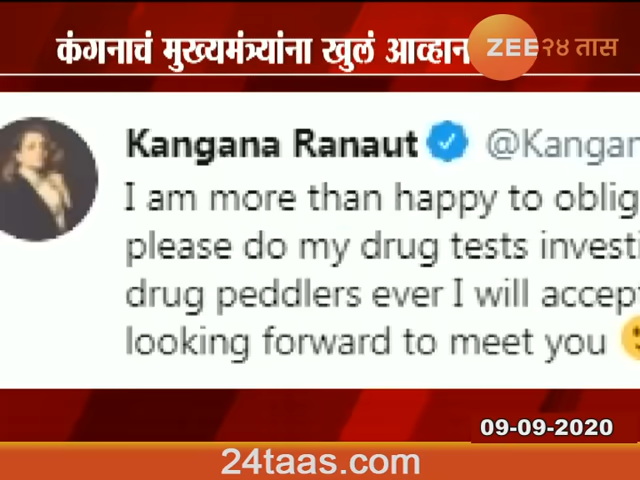 कंगनाचं मुख्यमंत्र्यांना खुलं आव्हान
ZEE २४ तास
Kangana Ranaut @Kangan
I am more than happy to oblig
please do my drug tests investi
drug peddlers ever I will accept
looking forward to meet you
09-09-2020
24taas.com